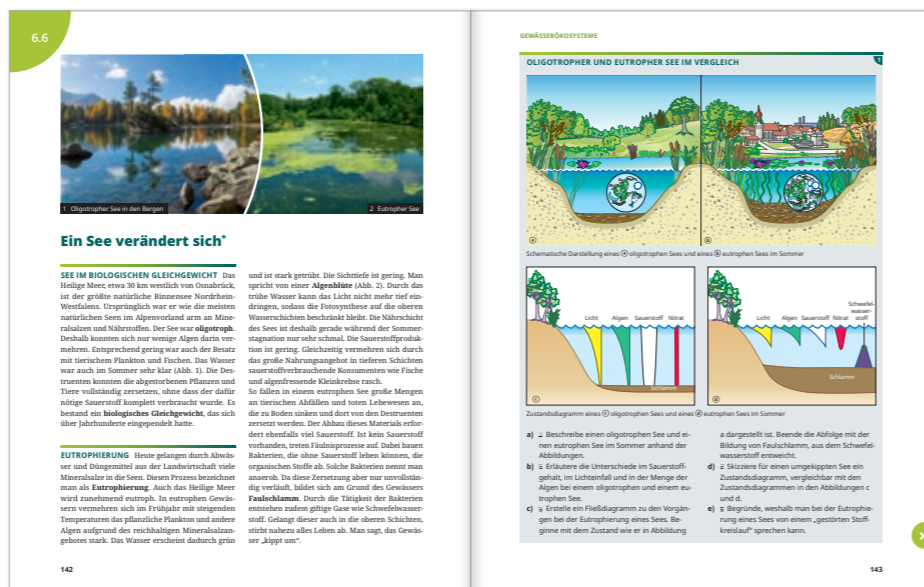 6.6
1 Oligotropher See in den Bergen
2 Eutropher See
Ein See verändert sich*
SEE IM BIOLOGISCHEN GLEICHGEWICHT Das
Heilige Meer, etwa 30 km westlich von Osnabrück,
ist der größte natürliche Binnensee Nordrhein-
Westfalens. Ursprünglich war er wie die meisten
natürlichen Seen im Alpenvorland arm an Mine-
ralsalzen und Nährstoffen. Der See war oligotroph.
Deshalb konnten sich nur wenige Algen darin ver-
mehren. Entsprechend gering war auch der Besatz
mit tierischem Plankton und Fischen. Das Wasser
war auch im Sommer sehr klar (Abb. 1). Die Des-
truenten konnten die abgestorbenen Pflanzen und
Tiere vollständig zersetzen, ohne dass der dafür
nötige Sauerstoff komplett verbraucht wurde. Es
bestand ein biologisches Gleichgewicht, das sich
über Jahrhunderte eingependelt hatte.
EUTROPHIERUNG Heute gelangen durch Abwäs-
ser und Düngemittel aus der Landwirtschaft viele
Mineralsalze in die Seen. Diesen Prozess bezeichnet
man als Eutrophierung. Auch das Heilige Meer
wird zunehmend eutroph. In eutrophen Gewäs-
sern vermehren sich im Frühjahr mit steigenden
Temperaturen das pflanzliche Plankton und andere
Algen aufgrund des reichhaltigen Mineralsalzan-
gebotes stark. Das Wasser erscheint dadurch grün
und ist stark getrübt. Die Sichttiefe ist gering. Man
spricht von einer Algenblüte (Abb. 2). Durch das
trübe Wasser kann das Licht nicht mehr tief ein-
dringen, sodass die Fotosynthese auf die oberen
Wasserschichten beschränkt bleibt. Die Nährschicht
des Sees ist deshalb gerade während der Sommer-
stagnation nur sehr schmal. Die Sauerstoffproduk-
tion ist gering. Gleichzeitig vermehren sich durch
das große Nahrungsangebot in tieferen Schichten
sauerstoffverbrauchende Konsumenten wie Fische
und algenfressende Kleinkrebse rasch.
So fallen in einem eutrophen See große Mengen
an tierischen Abfällen und toten Lebewesen an,
die zu Boden sinken und dort von den Destruenten
zersetzt werden. Der Abbau dieses Materials erfor-
dert ebenfalls viel Sauerstoff. Ist kein Sauerstoff
vorhanden, treten Fäulnisprozesse auf. Dabei bauen
Bakterien, die ohne Sauerstoff leben können, die
organischen Stoffe ab. Solche Bakterien nennt man
anaerob. Da diese Zersetzung aber nur unvollstän-
dig verläuft, bildet sich am Grund des Gewässers
Faulschlamm. Durch die Tätigkeit der Bakterien
entstehen zudem giftige Gase wie Schwefelwasser-
stoff. Gelangt dieser auch in die oberen Schichten,
stirbt nahezu alles Leben ab. Man sagt, das Gewäs-
ser „kippt um“.
142
GEWÄSSERÖKOSYSTEME
OLIGOTROPHER UND EUTROPHER SEE IM VERGLEICH
1
a
b
Schematische Darstellung eines a oligotrophen Sees und eines b eutrophen Sees im Sommer
Licht Algen Sauerstoff Nitrat
Schlamm
c
Schwefel-
wasser-
Licht Algen Sauerstoff Nitrat stoff
Schlamm
d
Zustandsdiagramm eines c oligotrophen Sees und eines d eutrophen Sees im Sommer
a) Beschreibe einen oligotrophen See und ei-
nen eutrophen See im Sommer anhand der
Abbildungen.
b) Erläutere die Unterschiede im Sauerstoff-
gehalt, im Lichteinfall und in der Menge der
Algen bei einem oligotrophen und einem eu-
trophen See.
c) Erstelle ein Fließdiagramm zu den Vorgän-
gen bei der Eutrophierung eines Sees. Be-
ginne mit dem Zustand wie er in Abbildung
a dargestellt ist. Beende die Abfolge mit der
Bildung von Faulschlamm, aus dem Schwefel-
wasserstoff entweicht.
d) Skizziere für einen umgekippten See ein
Zustandsdiagramm, vergleichbar mit den
Zustandsdiagrammen in den Abbildungen c
und d.
e) Begründe, weshalb man bei der Eutrophie-
rung eines Sees von einem „gestörten Stoff-
kreislauf“ sprechen kann.
143